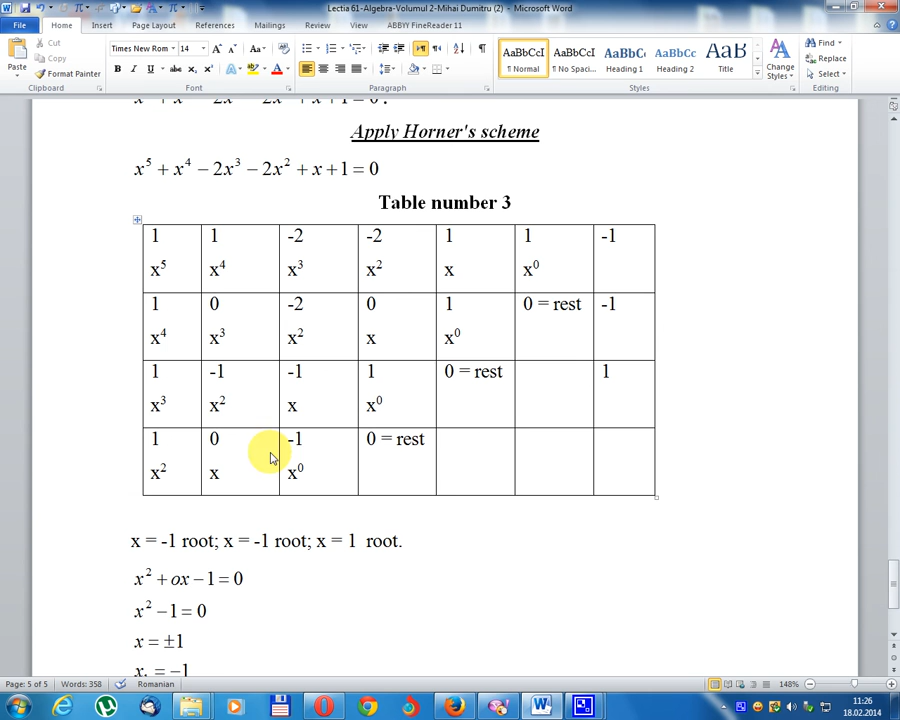 Lectia 61-Algebra-Volumul 2-Mihai Dumitru (2) - Microsoft Word
File Home Insert Page Layout References Mailings Review View ABBYY FineReader 11
Cut Times New Rom 14 AaBbCcI AaBbCcI AaBbC AaBbCc AaB Find
Copy Replace
Paste Format Painter ¶ Normal ¶ No Spaci... Heading 1 Heading 2 Title Change Styles Select
Clipboard Font Paragraph Styles Editing
Apply Horner's scheme
x⁵ + x⁴ − 2x³ − 2x² + x + 1 = 0
Table number 3
1 1 -2 -2 1 1 -1
x⁵ x⁴ x³ x² x x⁰
1 0 -2 0 1 0 = rest -1
x⁴ x³ x² x x⁰
1 -1 -1 1 0 = rest 1
x³ x² x x⁰
1 0 -1 0 = rest
x² x x⁰
x = -1 root; x = -1 root; x = 1 root.
x² + ox − 1 = 0
x² − 1 = 0
x = ±1
Page: 5 of 5 Words: 358 Romanian 148%
11:26
18.02.2014